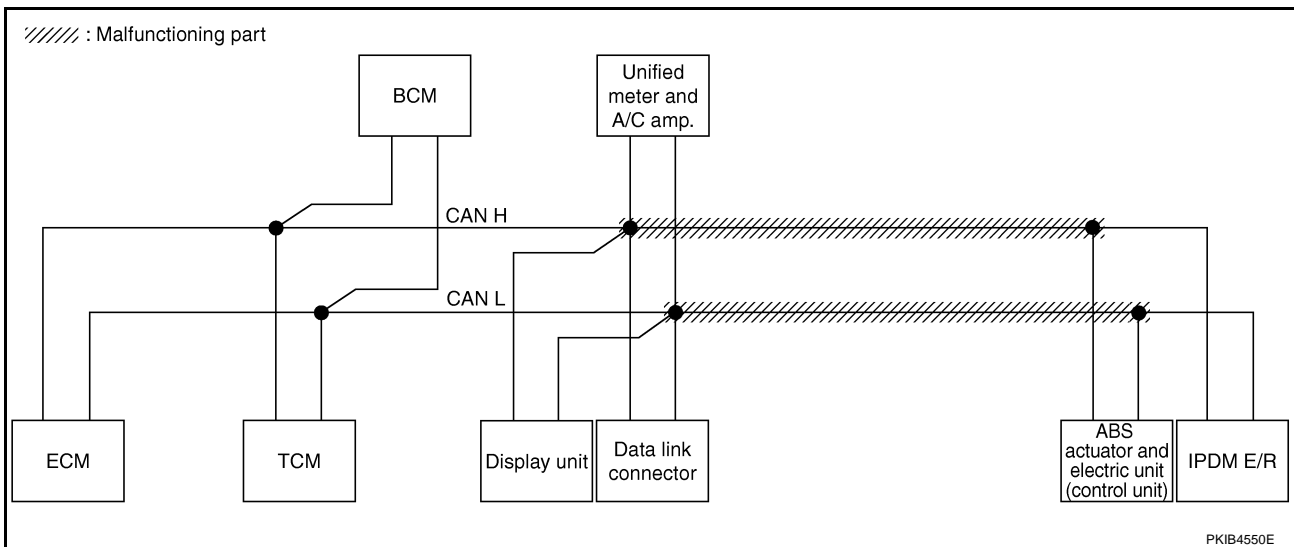 : Malfunctioning part
BCM
Unified
meter and
A/C amp.
CAN H
CAN L
ECM
TCM
Display unit
Data link
connector
ABS
actuator and
electric unit
(control unit)
IPDM E/R
PKIB4550E